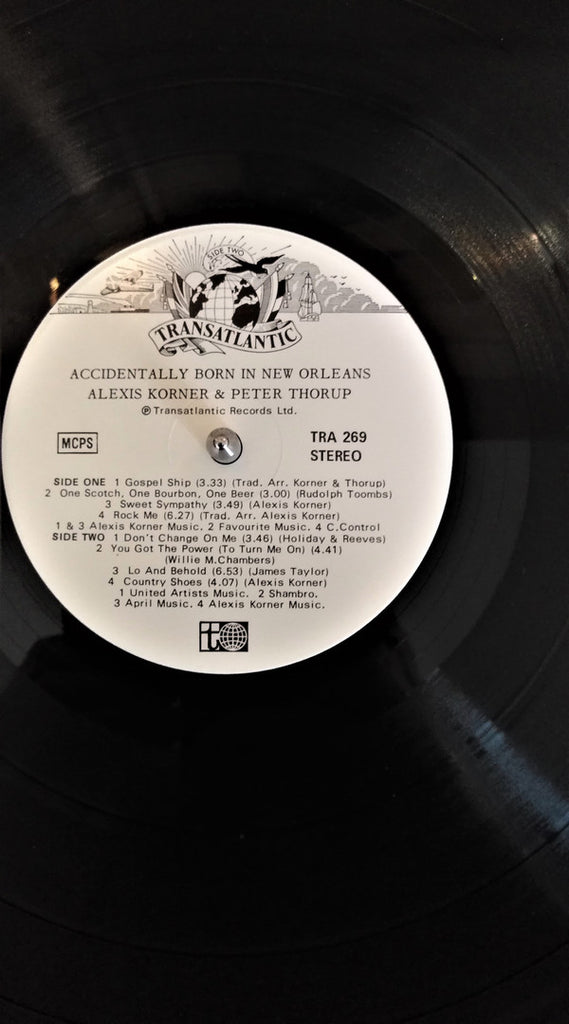 SIDE TWO
TRANSATLANTIC
ACCIDENTALLY BORN IN NEW ORLEANS
ALEXIS KORNER & PETER THORUP
℗ Transatlantic Records Ltd.
MCPS
TRA 269
STEREO
SIDE ONE 1 Gospel Ship (3.33) (Trad. Arr. Korner & Thorup)
2 One Scotch, One Bourbon, One Beer (3.00) (Rudolph Toombs)
3 Sweet Sympathy (3.49) (Alexis Korner)
4 Rock Me (6.27) (Trad. Arr. Alexis Korner)
1 & 3 Alexis Korner Music. 2 Favourite Music. 4 C.Control
SIDE TWO 1 Don't Change On Me (3.46) (Holiday & Reeves)
2 You Got The Power (To Turn Me On) (4.41)
(Willie M.Chambers)
3 Lo And Behold (6.53) (James Taylor)
4 Country Shoes (4.07) (Alexis Korner)
1 United Artists Music. 2 Shambro.
3 April Music. 4 Alexis Korner Music.
t